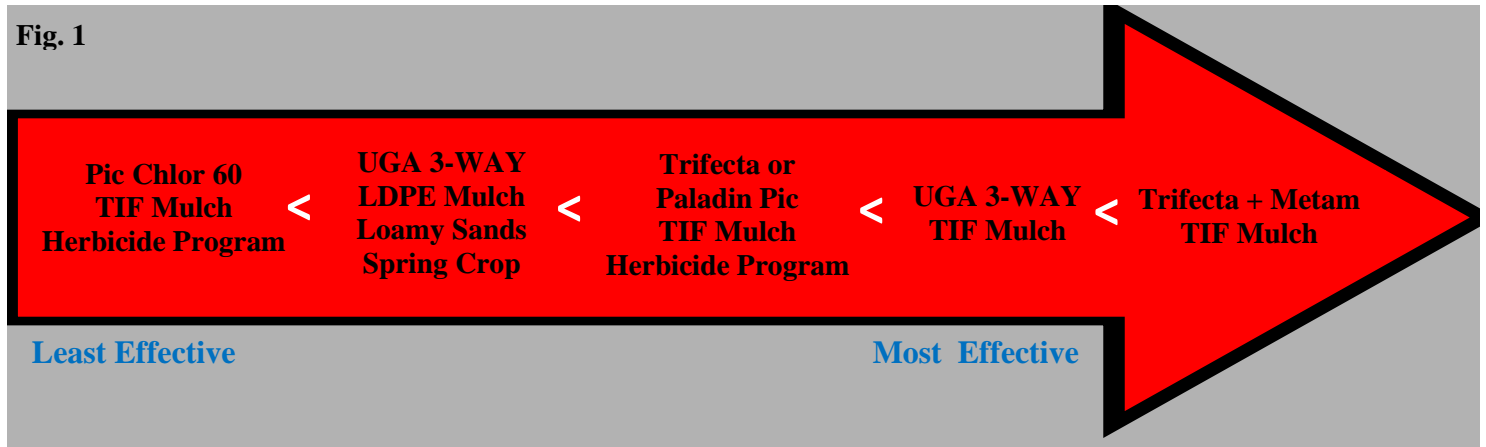 Fig. 1
Pic Chlor 60
TIF Mulch
Herbicide Program
<
UGA 3-WAY
LDPE Mulch
Loamy Sands
Spring Crop
<
Trifecta or
Paladin Pic
TIF Mulch
Herbicide Program
<
UGA 3-WAY
TIF Mulch
<
Trifecta + Metam
TIF Mulch
Least Effective
Most Effective